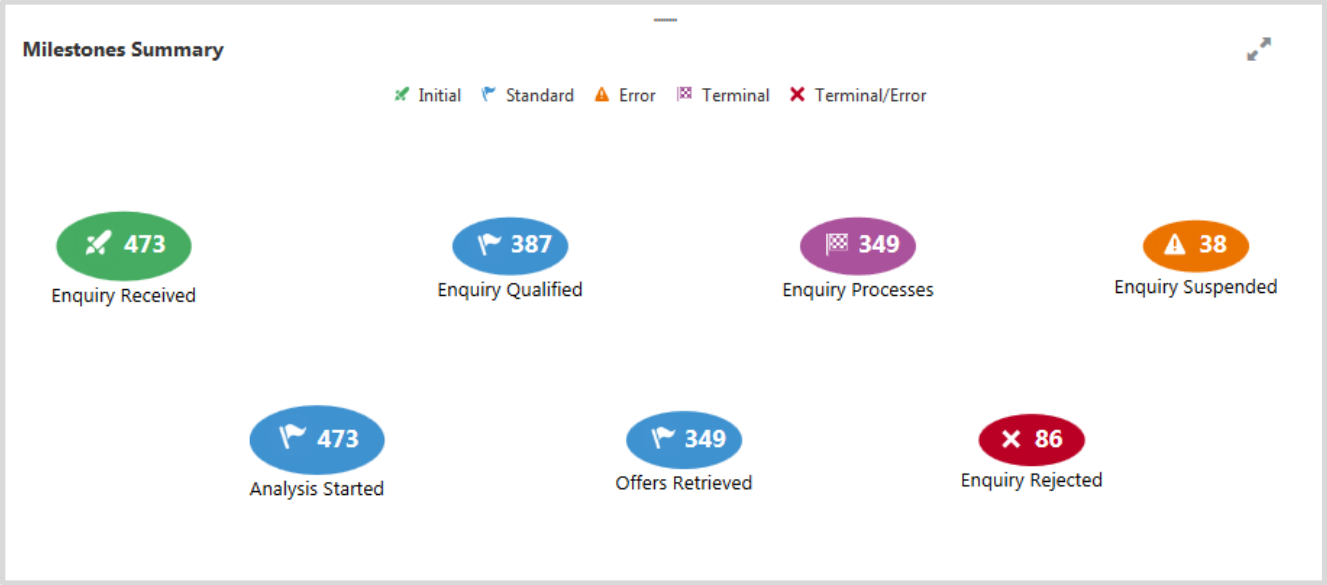 Milestones Summary
Initial Standard Error Terminal Terminal/Error
473 387 349 38
Enquiry Received Enquiry Qualified Enquiry Processes Enquiry Suspended
473 349 86
Analysis Started Offers Retrieved Enquiry Rejected